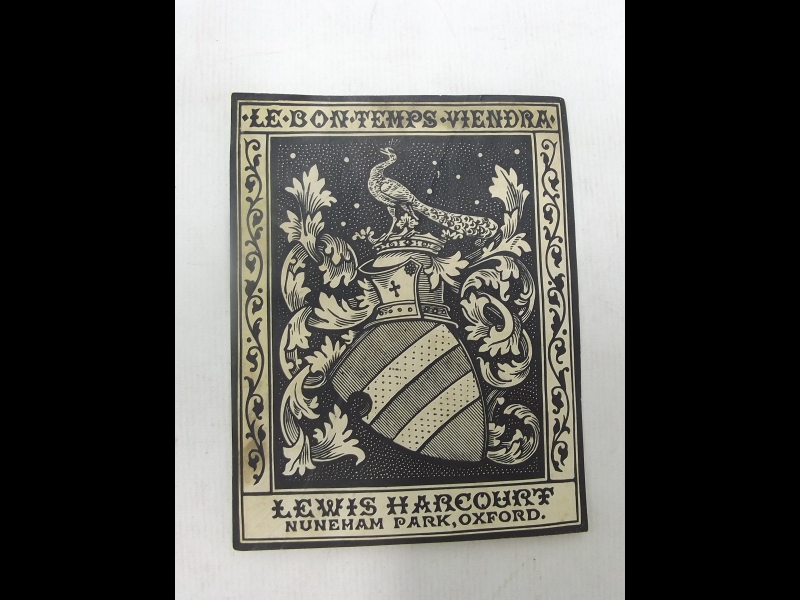 ·LE·BON·TEMPS·VIENDRA·
LEWIS HARCOURT
NUNEHAM PARK, OXFORD.